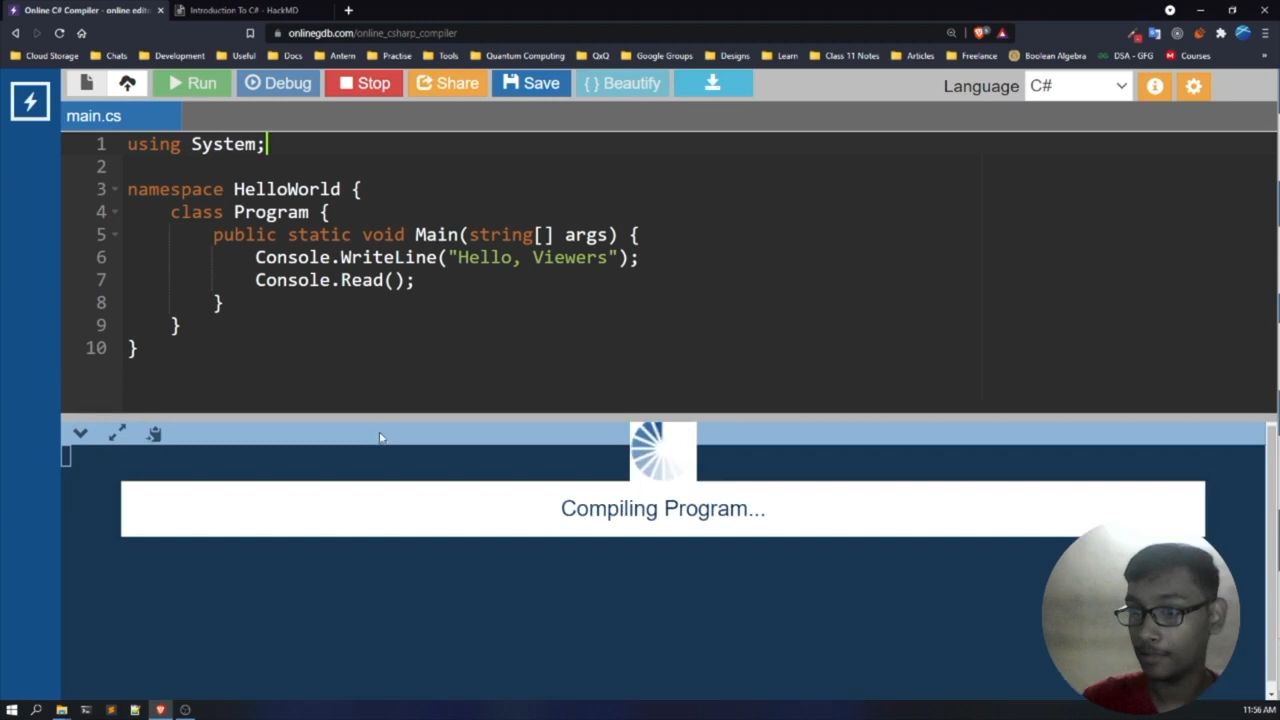 Online C# Compiler - online edit
Introduction To C# - HackMD
onlinegdb.com/online_csharp_compiler
Cloud Storage Chats Development Useful Docs Antern Practise Tools Quantum Computing QxQ Google Groups Designs Learn Class 11 Notes Articles Freelance Boolean Algebra DSA - GFG Courses
Run Debug Stop Share Save { } Beautify Language C#
main.cs
1 using System;
2
3 namespace HelloWorld {
4 class Program {
5 public static void Main(string[] args) {
6 Console.WriteLine("Hello, Viewers");
7 Console.Read();
8 }
9 }
10 }
Compiling Program...
11:56 AM